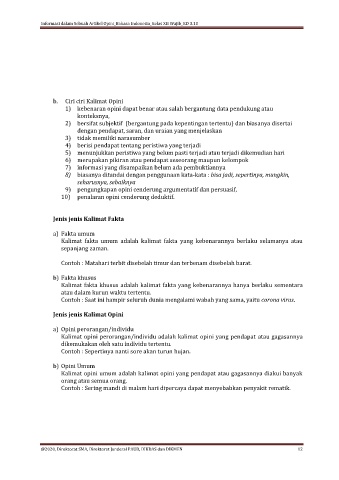 Informasi dalam Sebuah Artikel Opini_Bahasa Indonesia_Kelas XII Wajib_KD 3.10
b. Ciri ciri Kalimat Opini
1) kebenaran opini dapat benar atau salah bergantung data pendukung atau
konteksnya,
2) bersifat subjektif (bergantung pada kepentingan tertentu) dan biasanya disertai
dengan pendapat, saran, dan uraian yang menjelaskan
3) tidak memiliki narasumber
4) berisi pendapat tentang peristiwa yang terjadi
5) menunjukkan peristiwa yang belum pasti terjadi atau terjadi dikemudian hari
6) merupakan pikiran atau pendapat seseorang maupun kelompok
7) informasi yang disampaikan belum ada pembuktiannya
8) biasanya ditandai dengan penggunaan kata-kata : bisa jadi, sepertinya, mungkin,
seharusnya, sebaiknya
9) pengungkapan opini cenderung argumentatif dan persuasif.
10) penalaran opini cenderung deduktif.
Jenis jenis Kalimat Fakta
a) Fakta umum
Kalimat fakta umum adalah kalimat fakta yang kebenarannya berlaku selamanya atau
sepanjang zaman.
Contoh : Matahari terbit disebelah timur dan terbenam disebelah barat.
b) Fakta khusus
Kalimat fakta khusus adalah kalimat fakta yang kebenarannya hanya berlaku sementara
atau dalam kurun waktu tertentu.
Contoh : Saat ini hampir seluruh dunia mengalami wabah yang sama, yaitu corona virus.
Jenis jenis Kalimat Opini
a) Opini perorangan/individu
Kalimat opini perorangan/individu adalah kalimat opini yang pendapat atau gagasannya
dikemukakan oleh satu individu tertentu.
Contoh : Sepertinya nanti sore akan turun hujan.
b) Opini Umum
Kalimat opini umum adalah kalimat opini yang pendapat atau gagasannya diakui banyak
orang atau semua orang.
Contoh : Sering mandi di malam hari dipercaya dapat menyebabkan penyakit rematik.
@2020, Direktorat SMA, Direktorat Jenderal PAUD, DIKDAS dan DIKMEN 12